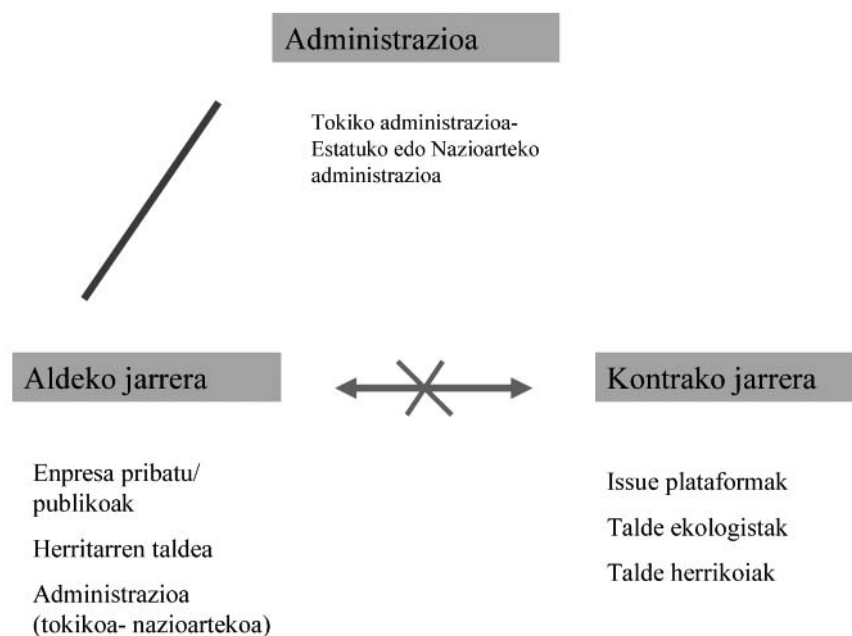 Administrazioa
Tokiko administrazioa-
Estatuko edo Nazioarteko
administrazioa
Aldeko jarrera
Kontrako jarrera
Enpresa pribatu/
publikoak
Herritarren taldea
Administrazioa
(tokikoa- nazioartekoa)
Issue plataformak
Talde ekologistak
Talde herrikoiak